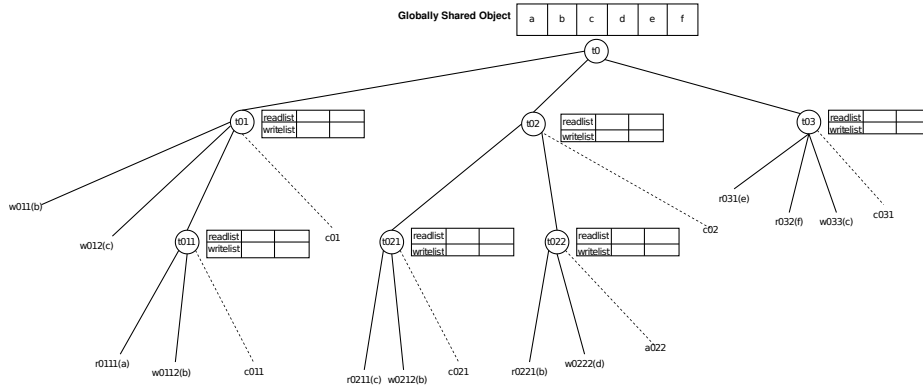 Globally Shared Object a b c d e f
t0
t01 readlist
writelist
t02 readlist
writelist
t03 readlist
writelist
w011(b)
w012(c)
c01
c02
r031(e)
r032(f)
w033(c)
c031
t011 readlist
writelist
t021 readlist
writelist
t022 readlist
writelist
r0111(a)
w0112(b)
c011
r0211(c)
w0212(b)
c021
r0221(b)
w0222(d)
a022